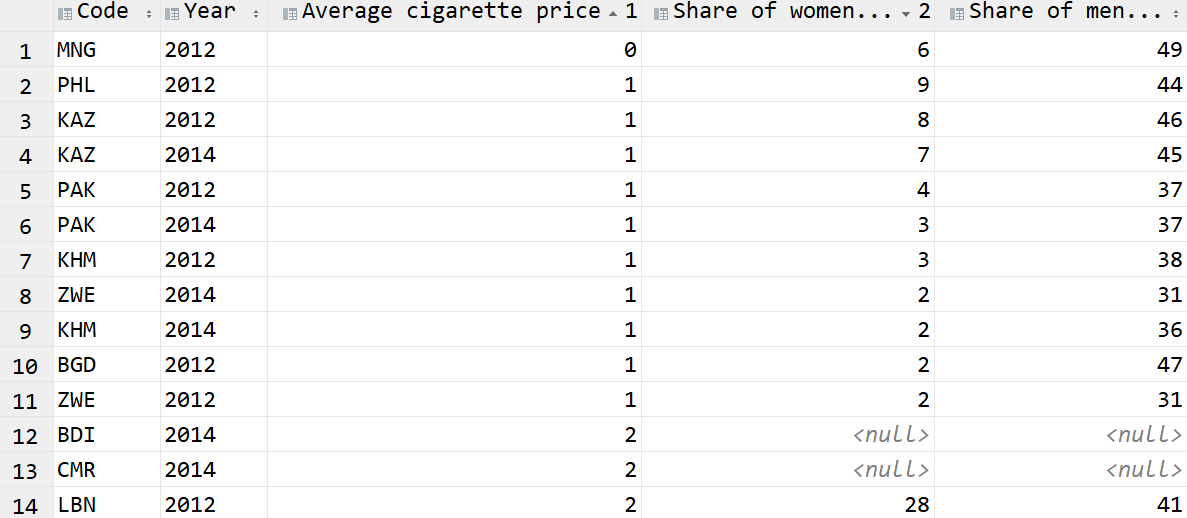 Code Year Average cigarette price 1 Share of women... 2 Share of men...
1 MNG 2012 0 6 49
2 PHL 2012 1 9 44
3 KAZ 2012 1 8 46
4 KAZ 2014 1 7 45
5 PAK 2012 1 4 37
6 PAK 2014 1 3 37
7 KHM 2012 1 3 38
8 ZWE 2014 1 2 31
9 KHM 2014 1 2 36
10 BGD 2012 1 2 47
11 ZWE 2012 1 2 31
12 BDI 2014 2 <null> <null>
13 CMR 2014 2 <null> <null>
14 LBN 2012 2 28 41